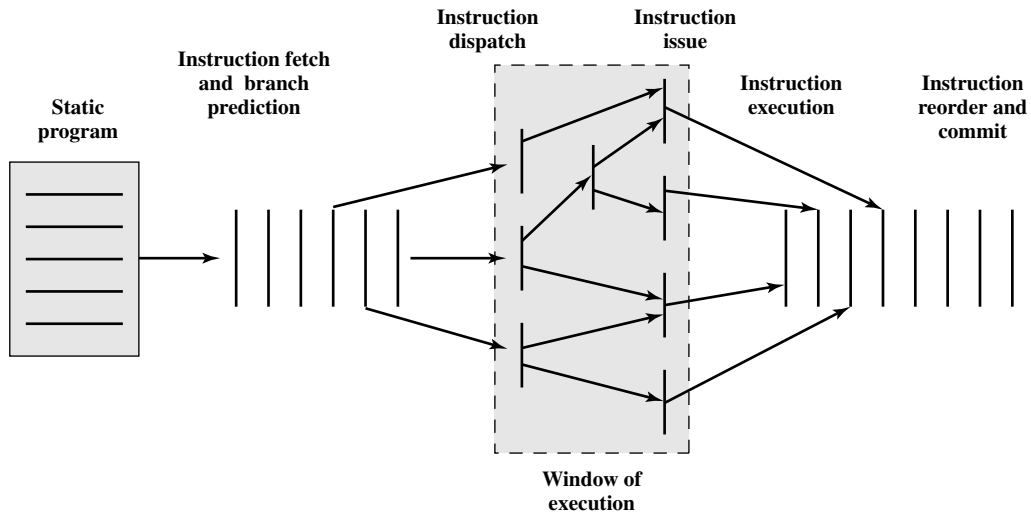 Static
program
Instruction fetch
and branch
prediction
Instruction
dispatch
Instruction
issue
Instruction
execution
Instruction
reorder and
commit
Window of
execution